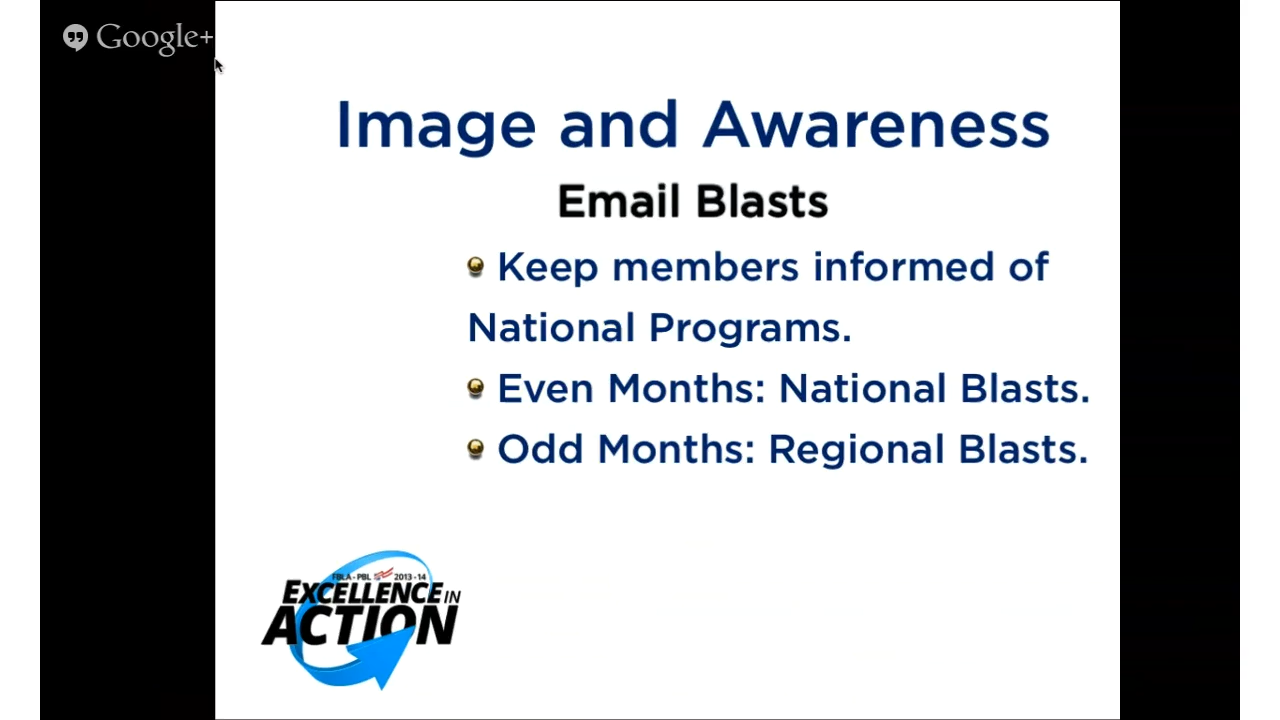 Google+
Image and Awareness
Email Blasts
Keep members informed of
National Programs.
Even Months: National Blasts.
Odd Months: Regional Blasts.
FBLA-PBL 2013-14
EXCELLENCE IN
ACTION